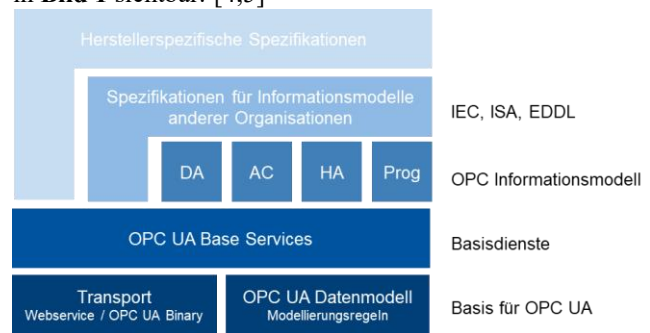 in Bild 1 sichtbar. [4,5]
Herstellerspezifische Spezifikationen
Spezifikationen für Informationsmodelle
anderer Organisationen
IEC, ISA, EDDL
DA AC HA Prog
OPC Informationsmodell
OPC UA Base Services
Basisdienste
Transport
Webservice / OPC UA Binary
OPC UA Datenmodell
Modellierungsregeln
Basis für OPC UA